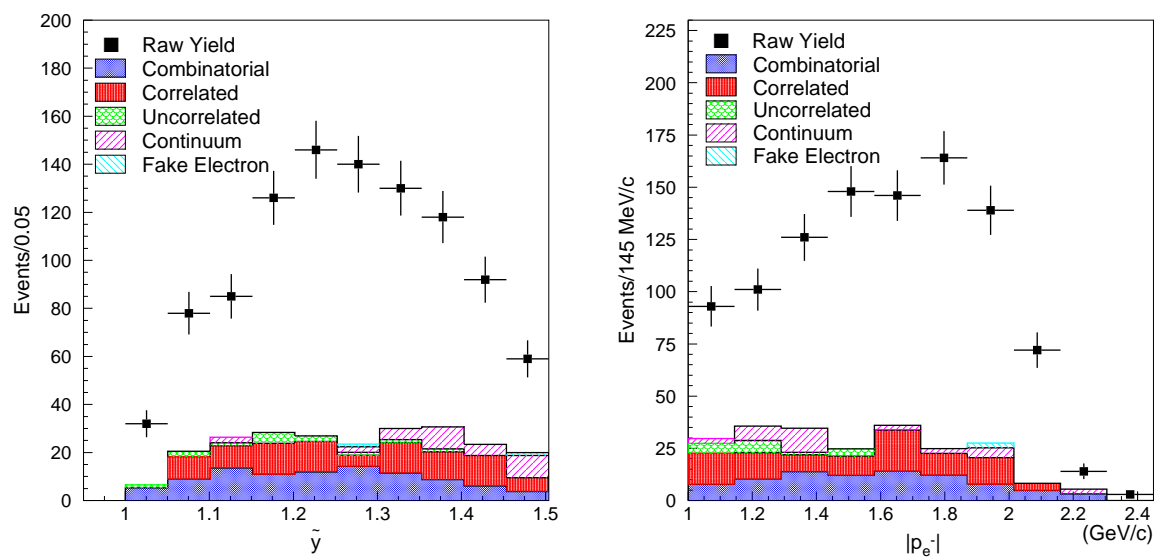 200
180
160
140
120
100
80
60
40
20
0
Events/0.05
Raw Yield
Combinatorial
Correlated
Uncorrelated
Continuum
Fake Electron
1 1.1 1.2 1.3 1.4 1.5
ỹ
225
200
175
150
125
100
75
50
25
0
Events/145 MeV/c
Raw Yield
Combinatorial
Correlated
Uncorrelated
Continuum
Fake Electron
1 1.2 1.4 1.6 1.8 2 2.2 2.4
|pe-| (GeV/c)